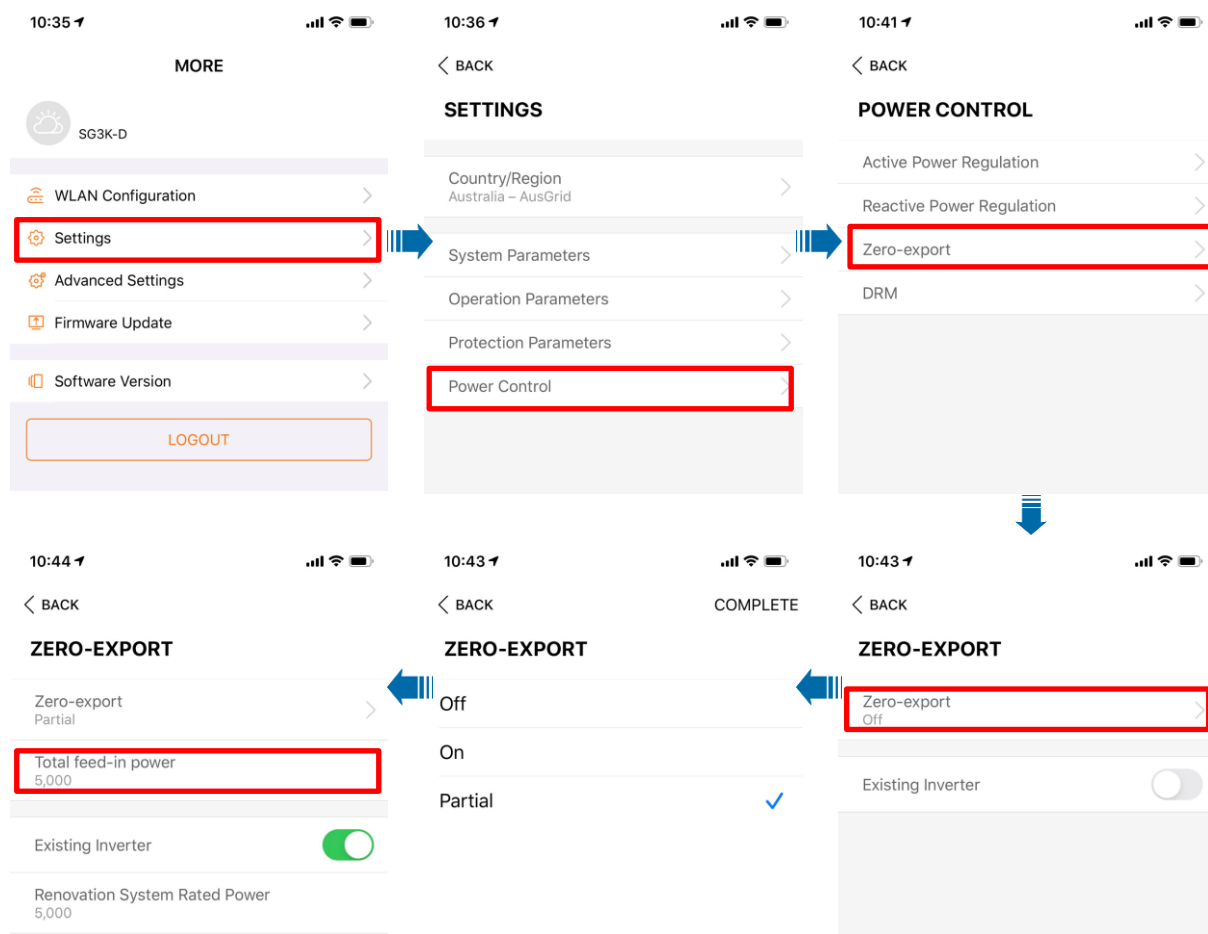 10:35
MORE
SG3K-D
WLAN Configuration
Settings
Advanced Settings
Firmware Update
Software Version
LOGOUT
10:36
BACK
SETTINGS
Country/Region
Australia – AusGrid
System Parameters
Operation Parameters
Protection Parameters
Power Control
10:41
BACK
POWER CONTROL
Active Power Regulation
Reactive Power Regulation
Zero-export
DRM
10:43
BACK
ZERO-EXPORT
Zero-export
Off
Existing Inverter
10:43
BACK COMPLETE
ZERO-EXPORT
Off
On
Partial
10:44
BACK
ZERO-EXPORT
Zero-export
Partial
Total feed-in power
5,000
Existing Inverter
Renovation System Rated Power
5,000